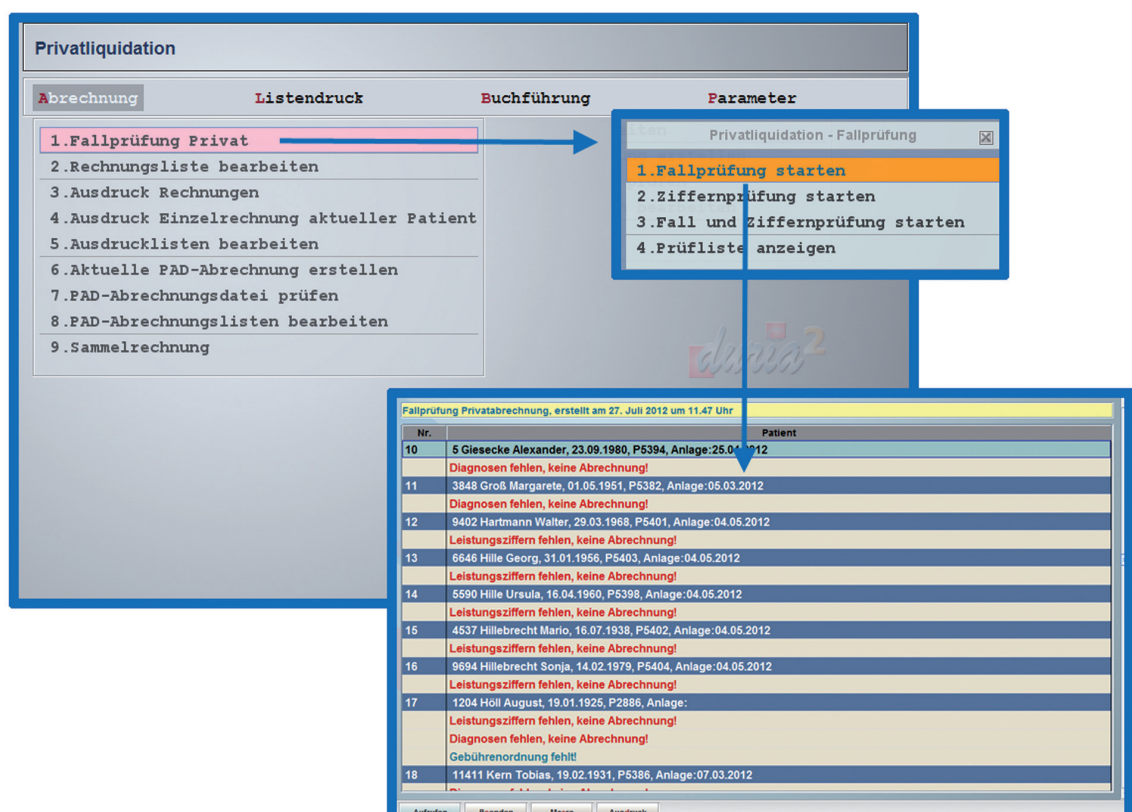 Privatliquidation
Abrechnung Listendruck Buchführung Parameter
1.Fallprüfung Privat
2.Rechnungsliste bearbeiten
3.Ausdruck Rechnungen
4.Ausdruck Einzelrechnung aktueller Patient
5.Ausdrucklisten bearbeiten
6.Aktuelle PAD-Abrechnung erstellen
7.PAD-Abrechnungsdatei prüfen
8.PAD-Abrechnungslisten bearbeiten
9.Sammelrechnung
Privatliquidation - Fallprüfung
1.Fallprüfung starten
2.Ziffernprüfung starten
3.Fall und Ziffernprüfung starten
4.Prüfliste anzeigen
duria 2
Fallprüfung Privatabrechnung, erstellt am 27. Juli 2012 um 11.47 Uhr
Nr. Patient
10 5 Giesecke Alexander, 23.09.1980, P5394, Anlage:25.04.2012
Diagnosen fehlen, keine Abrechnung!
11 3848 Groß Margarete, 01.05.1951, P5382, Anlage:05.03.2012
Diagnosen fehlen, keine Abrechnung!
12 9402 Hartmann Walter, 29.03.1968, P5401, Anlage:04.05.2012
Leistungsziffern fehlen, keine Abrechnung!
13 6646 Hille Georg, 31.01.1956, P5403, Anlage:04.05.2012
Leistungsziffern fehlen, keine Abrechnung!
14 5590 Hille Ursula, 16.04.1960, P5398, Anlage:04.05.2012
Leistungsziffern fehlen, keine Abrechnung!
15 4537 Hillebrecht Mario, 16.07.1938, P5402, Anlage:04.05.2012
Leistungsziffern fehlen, keine Abrechnung!
16 9694 Hillebrecht Sonja, 14.02.1979, P5404, Anlage:04.05.2012
Leistungsziffern fehlen, keine Abrechnung!
17 1204 Höll August, 19.01.1925, P2886, Anlage:
Leistungsziffern fehlen, keine Abrechnung!
Diagnosen fehlen, keine Abrechnung!
Gebührenordnung fehlt!
18 11411 Kern Tobias, 19.02.1931, P5386, Anlage:07.03.2012